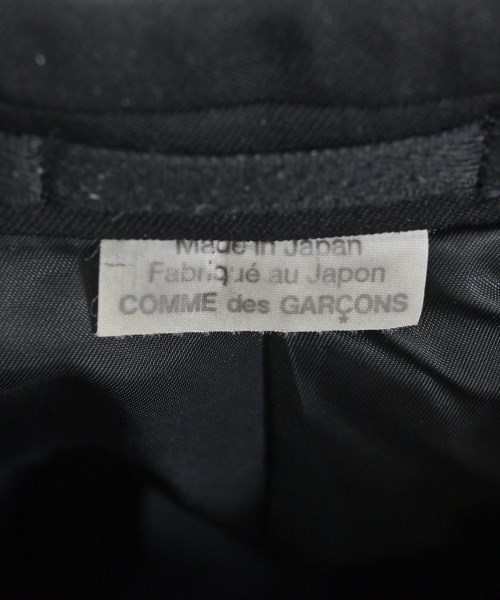 Made in Japan
Fabriqué au Japon
COMME des GARÇONS